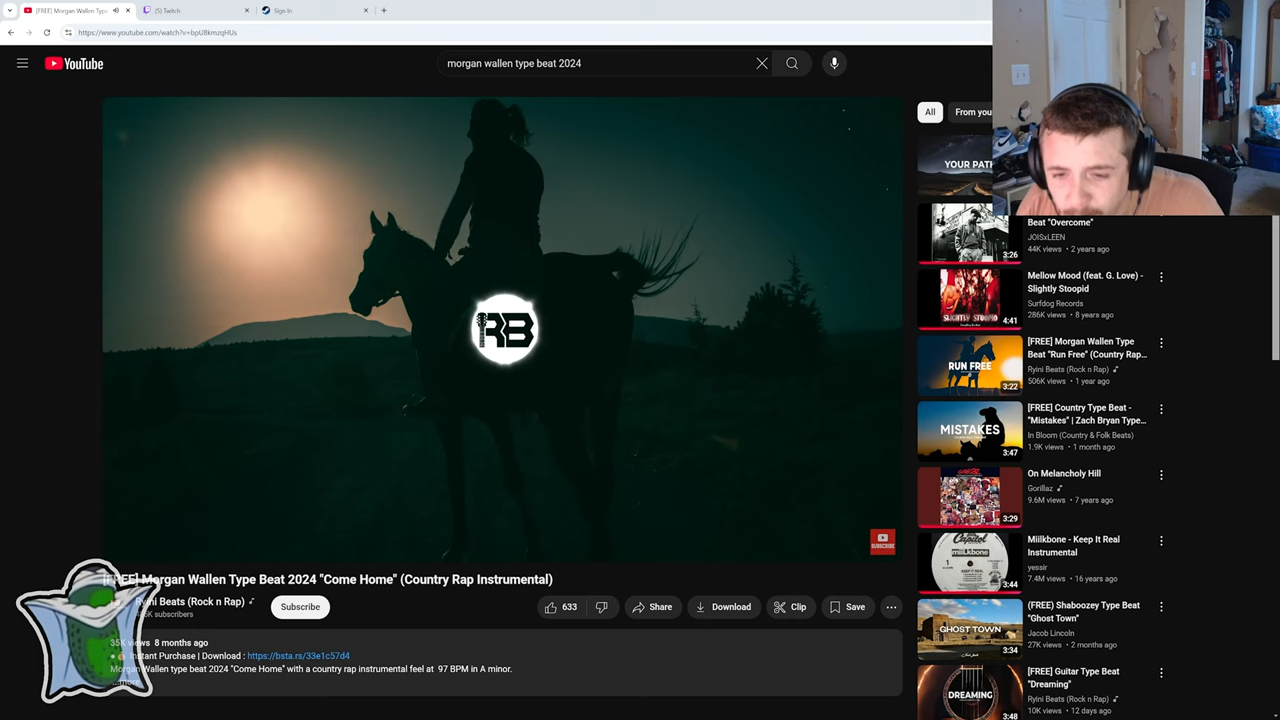 [FREE] Morgan Wallen Type
(5) Twitch
Sign In
https://www.youtube.com/watch?v=bpU8kmzqHUs
YouTube
morgan wallen type beat 2024
All
From you
RB
SUBSCRIBE
YOUR PATH
Beat "Overcome"
JOISxLEEN
44K views • 2 years ago
3:26
Mellow Mood (feat. G. Love) -
Slightly Stoopid
Surfdog Records
286K views • 8 years ago
SLIGHTLY STOOPID
4:41
[FREE] Morgan Wallen Type
Beat "Run Free" (Country Rap...
Ryini Beats (Rock n Rap)
506K views • 1 year ago
RUN FREE
3:22
[FREE] Country Type Beat -
"Mistakes" | Zach Bryan Type...
In Bloom (Country & Folk Beats)
1.9K views • 1 month ago
MISTAKES
3:47
On Melancholy Hill
Gorillaz
9.6M views • 7 years ago
3:29
Miilkbone - Keep It Real
Instrumental
yessir
7.4M views • 16 years ago
miilkbone
3:44
(FREE) Shaboozey Type Beat
"Ghost Town"
Jacob Lincoln
27K views • 2 months ago
GHOST TOWN
3:34
[FREE] Guitar Type Beat
"Dreaming"
Ryini Beats (Rock n Rap)
10K views • 12 days ago
DREAMING
3:48
[FREE] Morgan Wallen Type Beat 2024 "Come Home" (Country Rap Instrumental)
Ryini Beats (Rock n Rap)
subscribers
Subscribe
633
Share
Download
Clip
Save
35K views 8 months ago
Instant Purchase | Download : https://bsta.rs/33e1c57d4
Morgan Wallen type beat 2024 "Come Home" with a country rap instrumental feel at 97 BPM in A minor.
...more